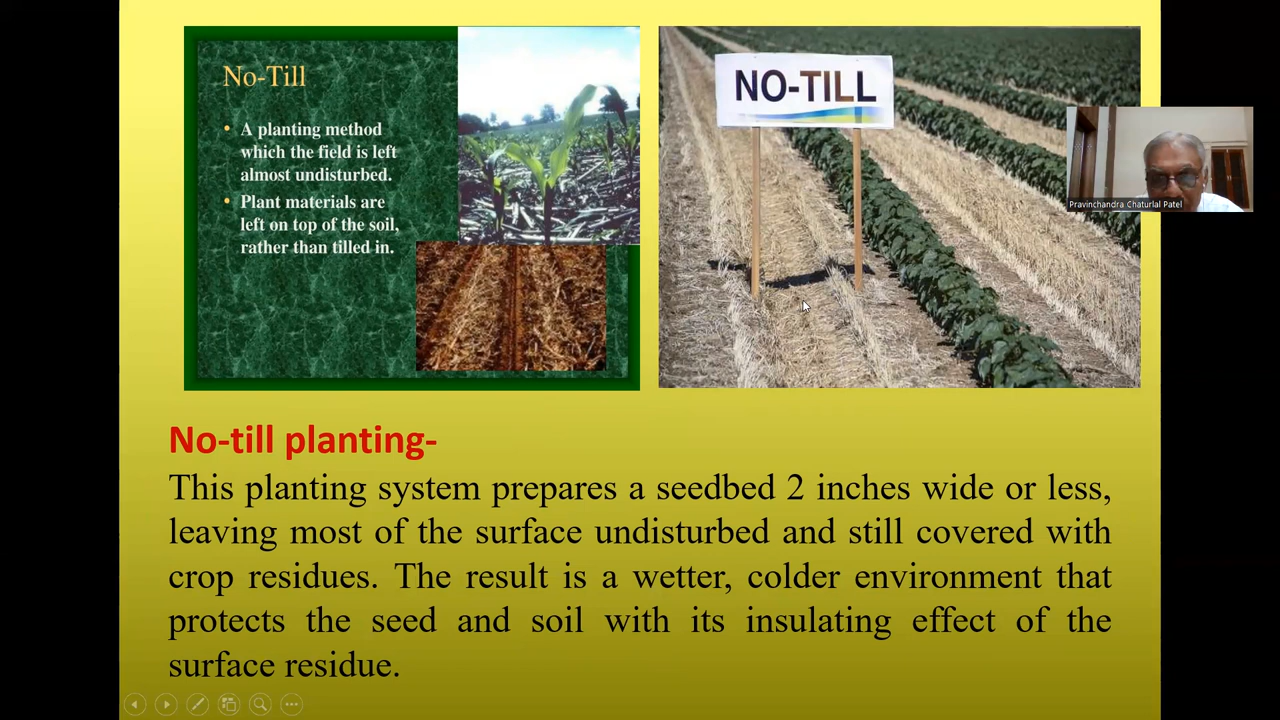 No-Till
• A planting method
which the field is left
almost undisturbed.
• Plant materials are
left on top of the soil,
rather than tilled in.
NO-TILL
Pravinchandra Chaturlal Patel
No-till planting-
This planting system prepares a seedbed 2 inches wide or less,
leaving most of the surface undisturbed and still covered with
crop residues. The result is a wetter, colder environment that
protects the seed and soil with its insulating effect of the
surface residue.